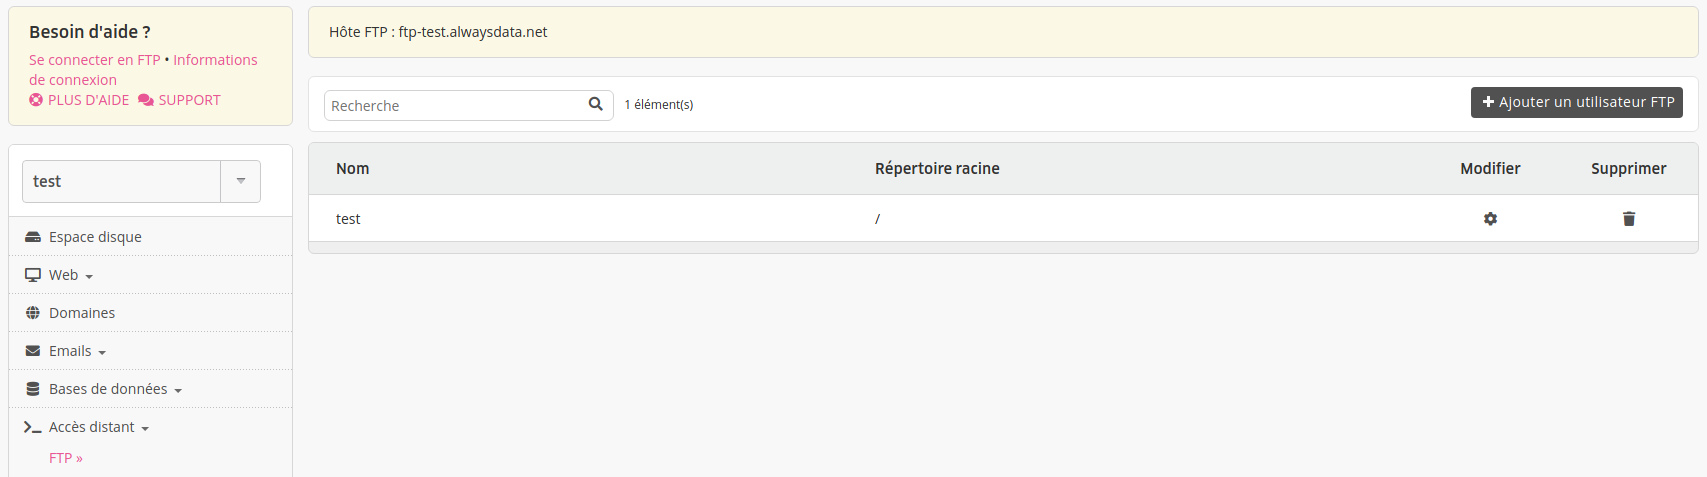 Besoin d'aide ?
Se connecter en FTP • Informations
de connexion
PLUS D'AIDE SUPPORT
test
Espace disque
Web
Domaines
Emails
Bases de données
Accès distant
FTP »
Hôte FTP : ftp-test.alwaysdata.net
Recherche 1 élément(s) Ajouter un utilisateur FTP
Nom Répertoire racine Modifier Supprimer
test /